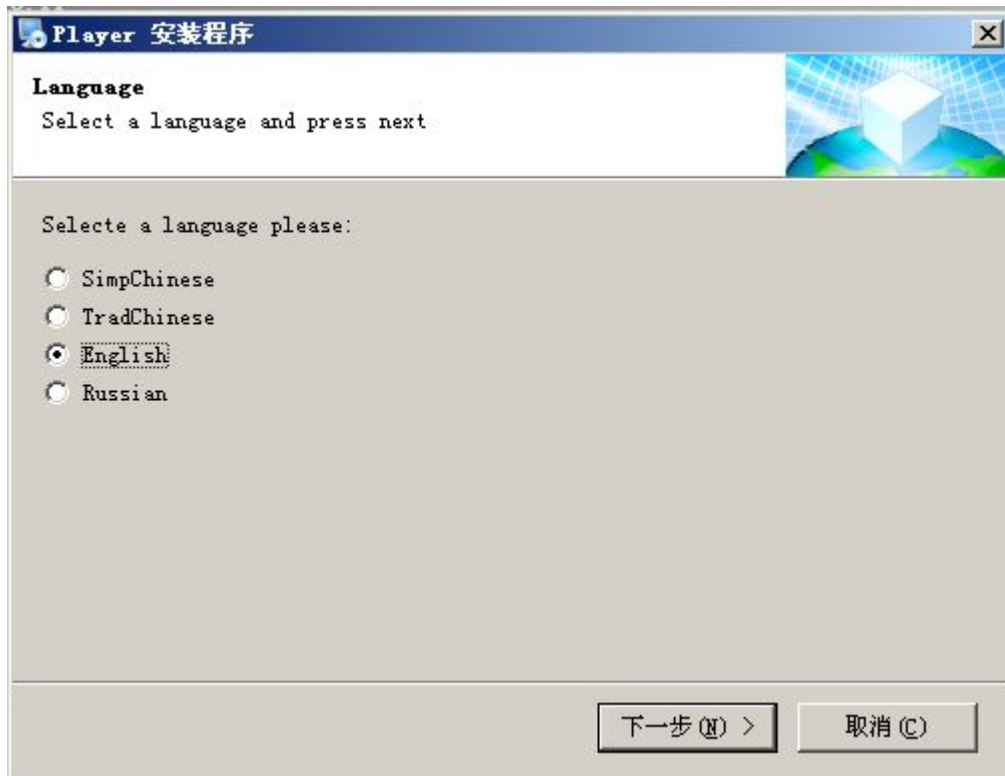 Player 安装程序
Language
Select a language and press next
Selecte a language please:
SimpChinese
TradChinese
English
Russian
下一步(N) >
取消(C)